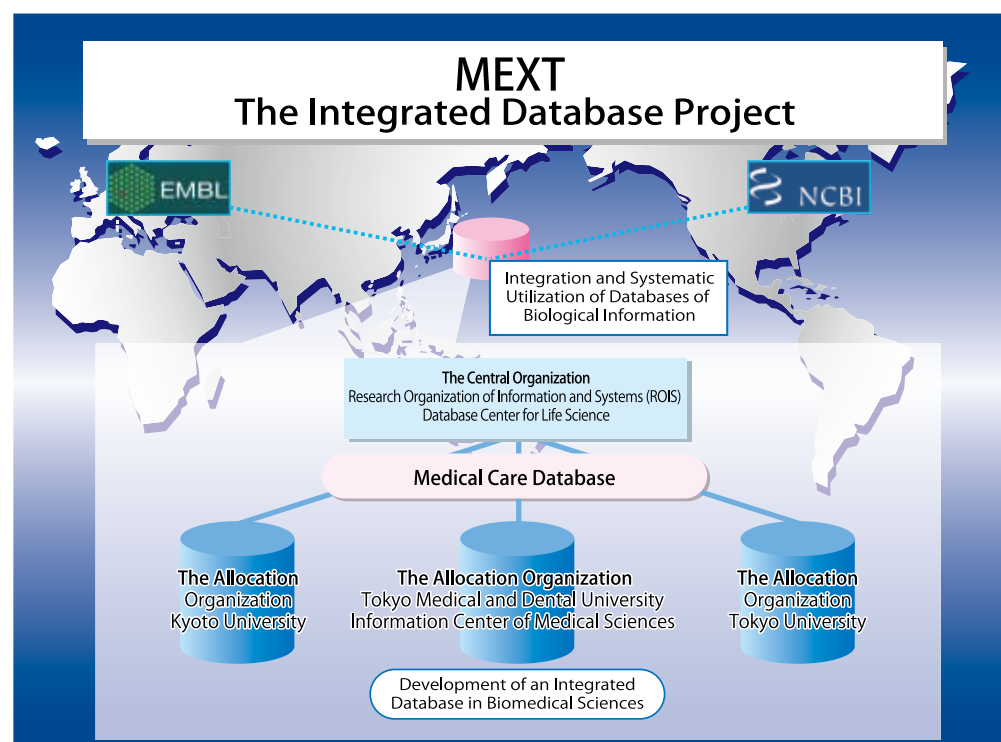 MEXT
The Integrated Database Project
EMBL
NCBI
Integration and Systematic
Utilization of Databases of
Biological Information
The Central Organization
Research Organization of Information and Systems (ROIS)
Database Center for Life Science
Medical Care Database
The Allocation
Organization
Kyoto University
The Allocation Organization
Tokyo Medical and Dental University
Information Center of Medical Sciences
The Allocation
Organization
Tokyo University
Development of an Integrated
Database in Biomedical Sciences